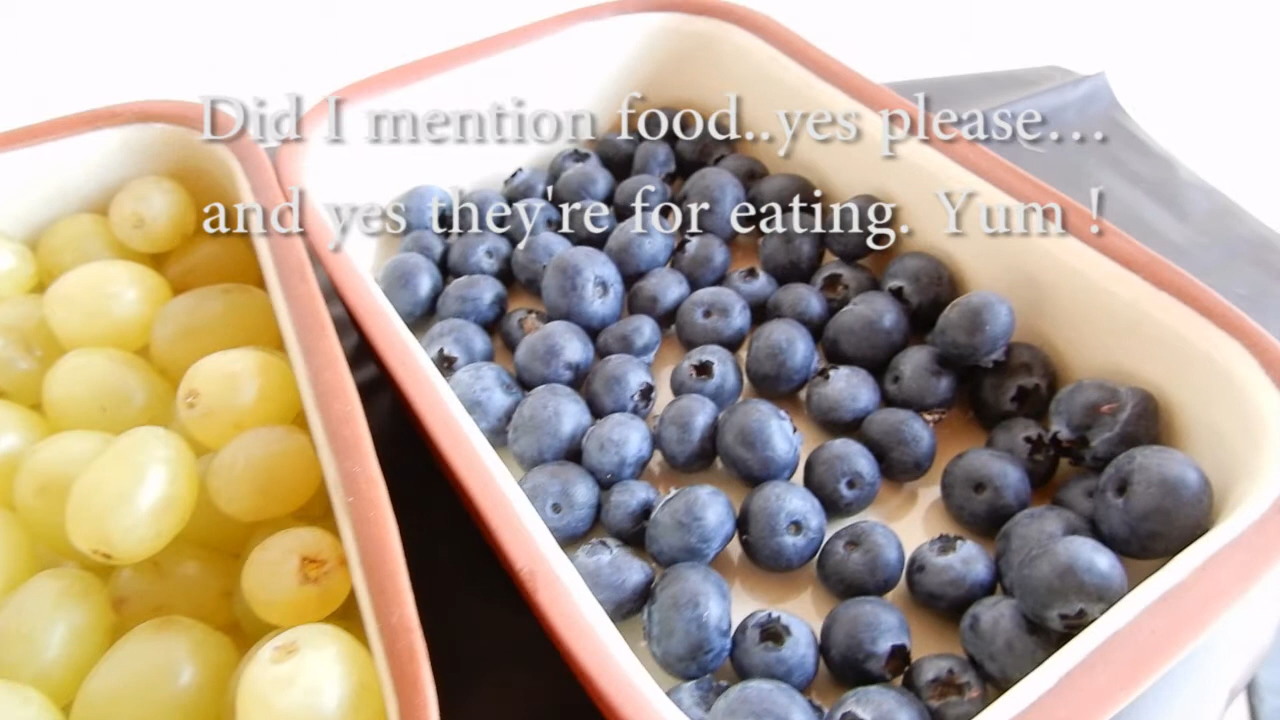 Did I mention food..yes please...
and yes they're for eating. Yum !